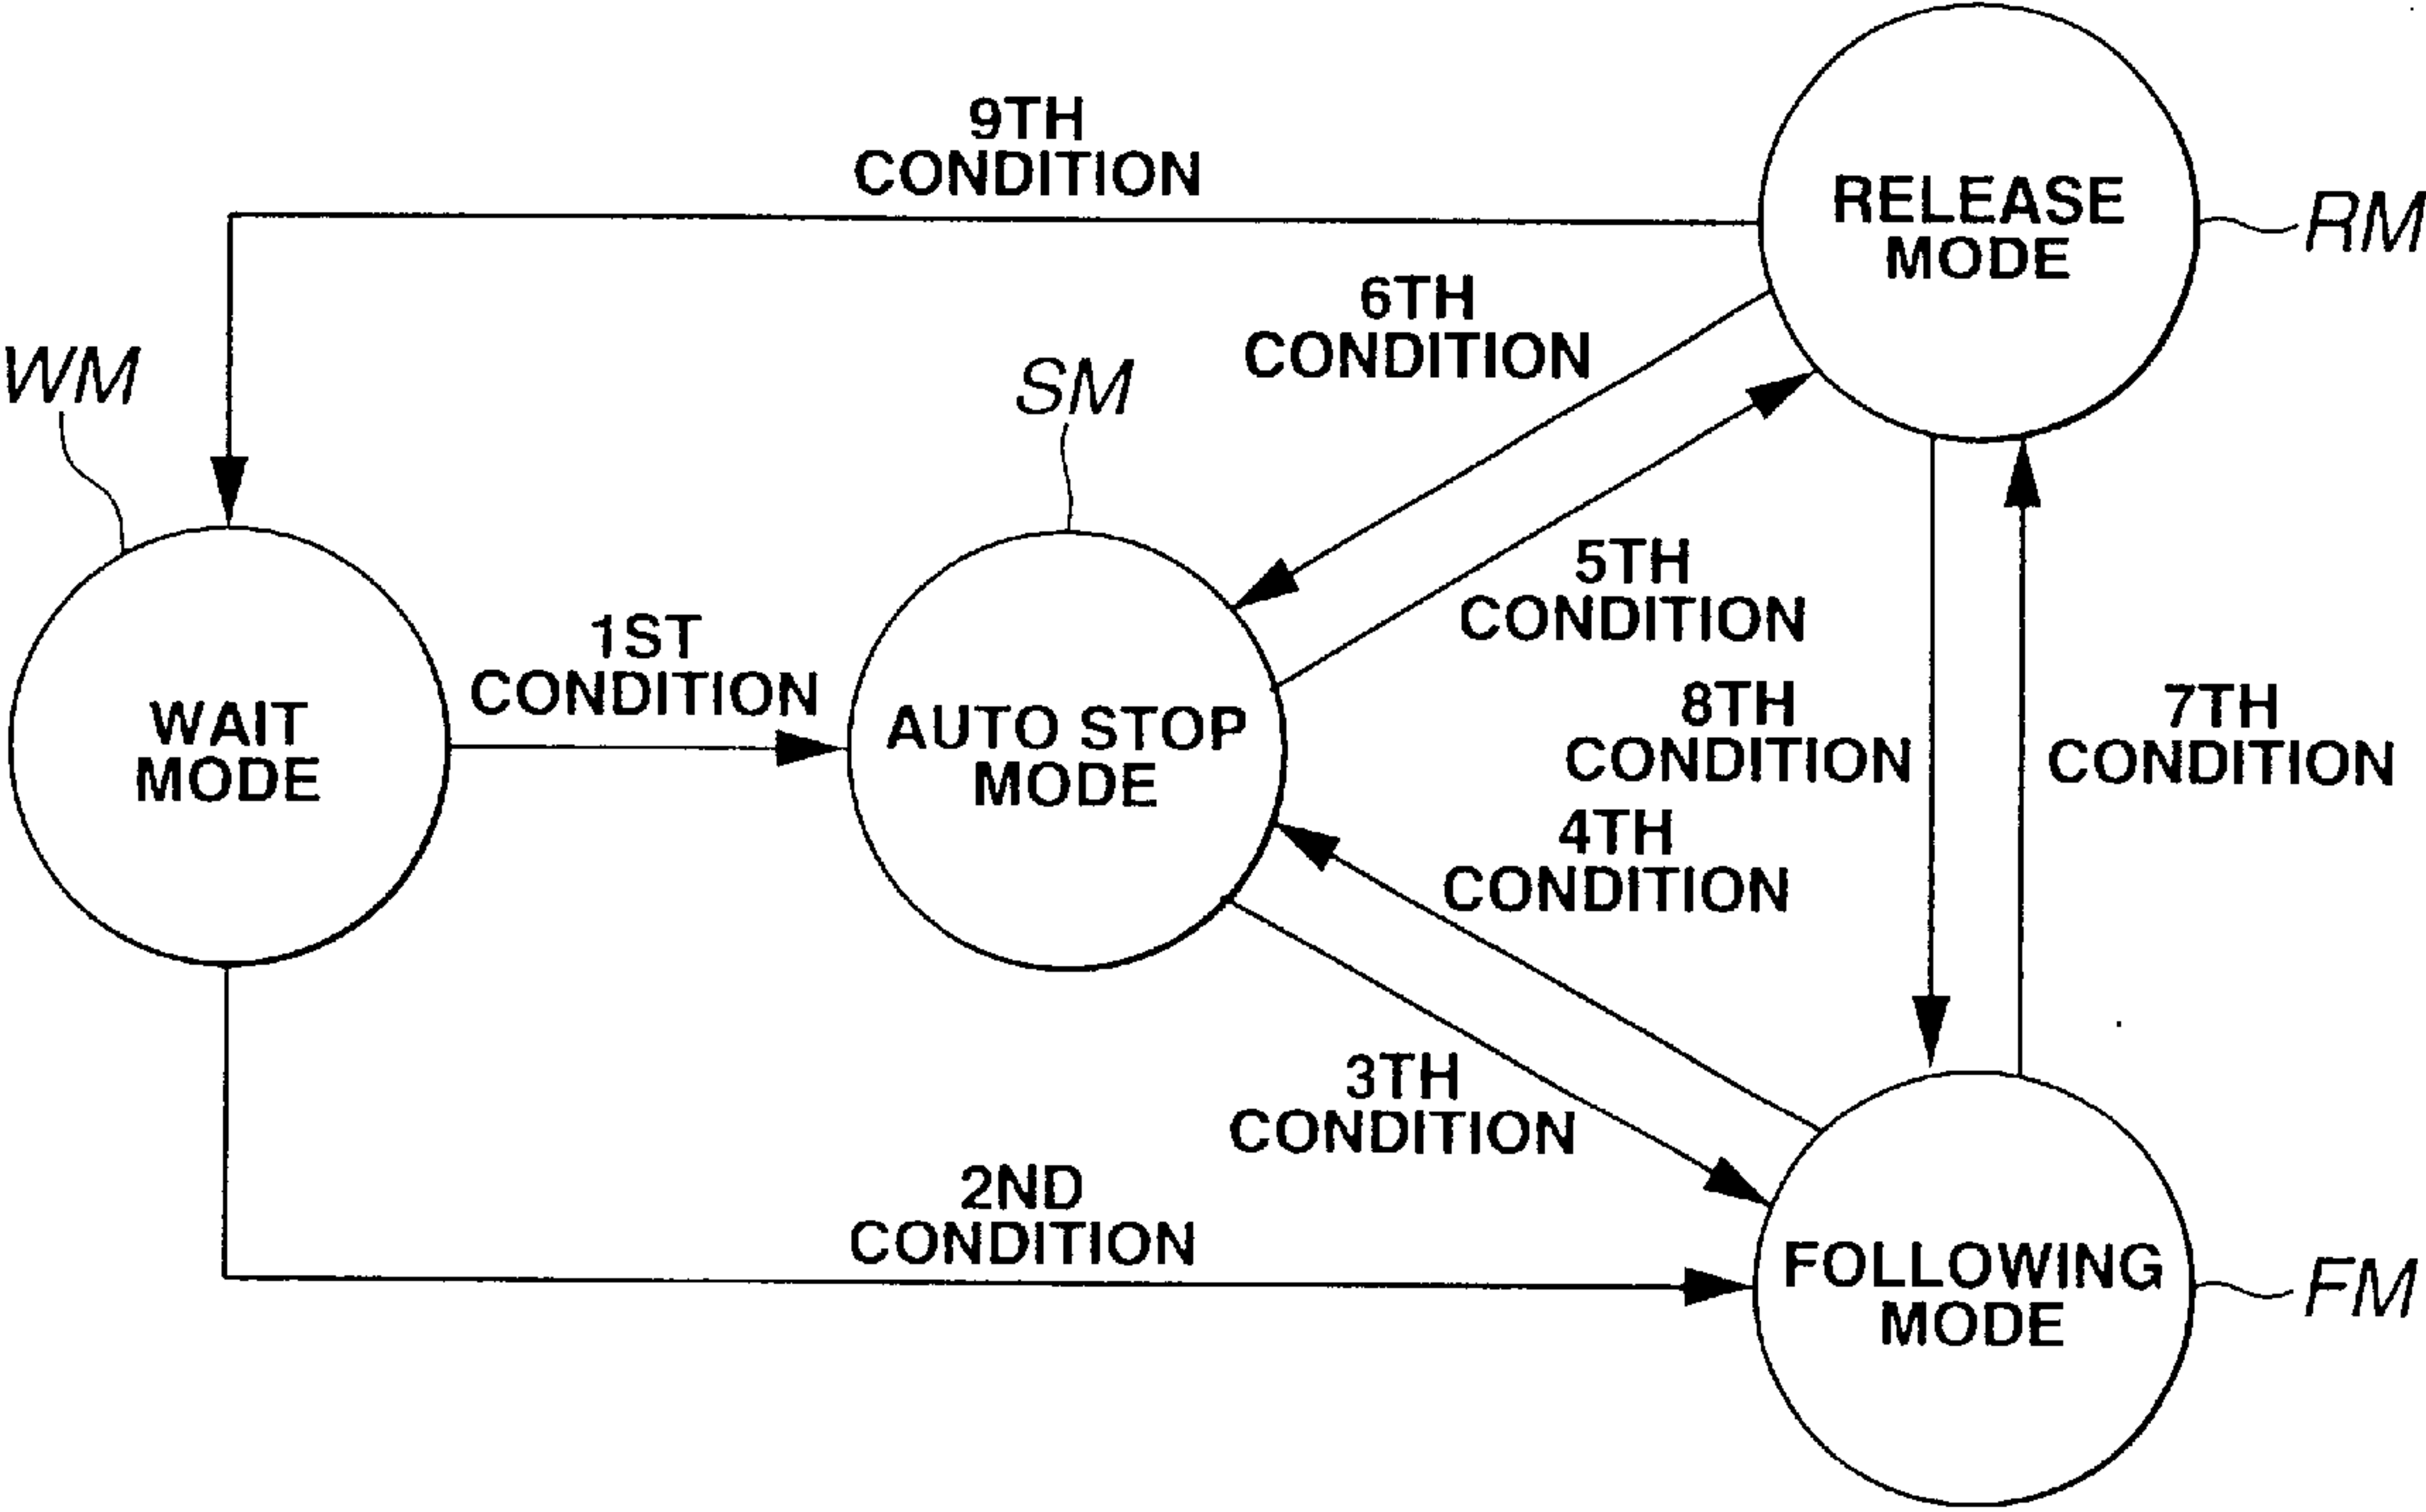 9TH
CONDITION
RELEASE
MODE
RM
6TH
CONDITION
WM
SM
5TH
CONDITION
1ST
CONDITION
WAIT
MODE
AUTO STOP
MODE
8TH
CONDITION
7TH
CONDITION
4TH
CONDITION
3TH
CONDITION
2ND
CONDITION
FOLLOWING
MODE
FM